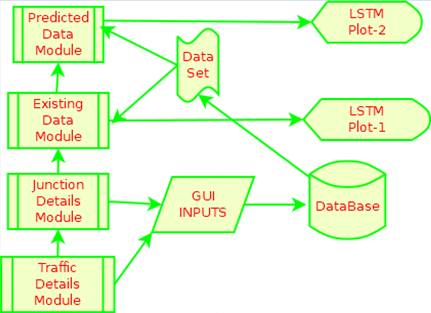 Predicted
Data
Module
LSTM
Plot-2
Data
Set
Existing
Data
Module
LSTM
Plot-1
Junction
Details
Module
GUI
INPUTS
DataBase
Traffic
Details
Module